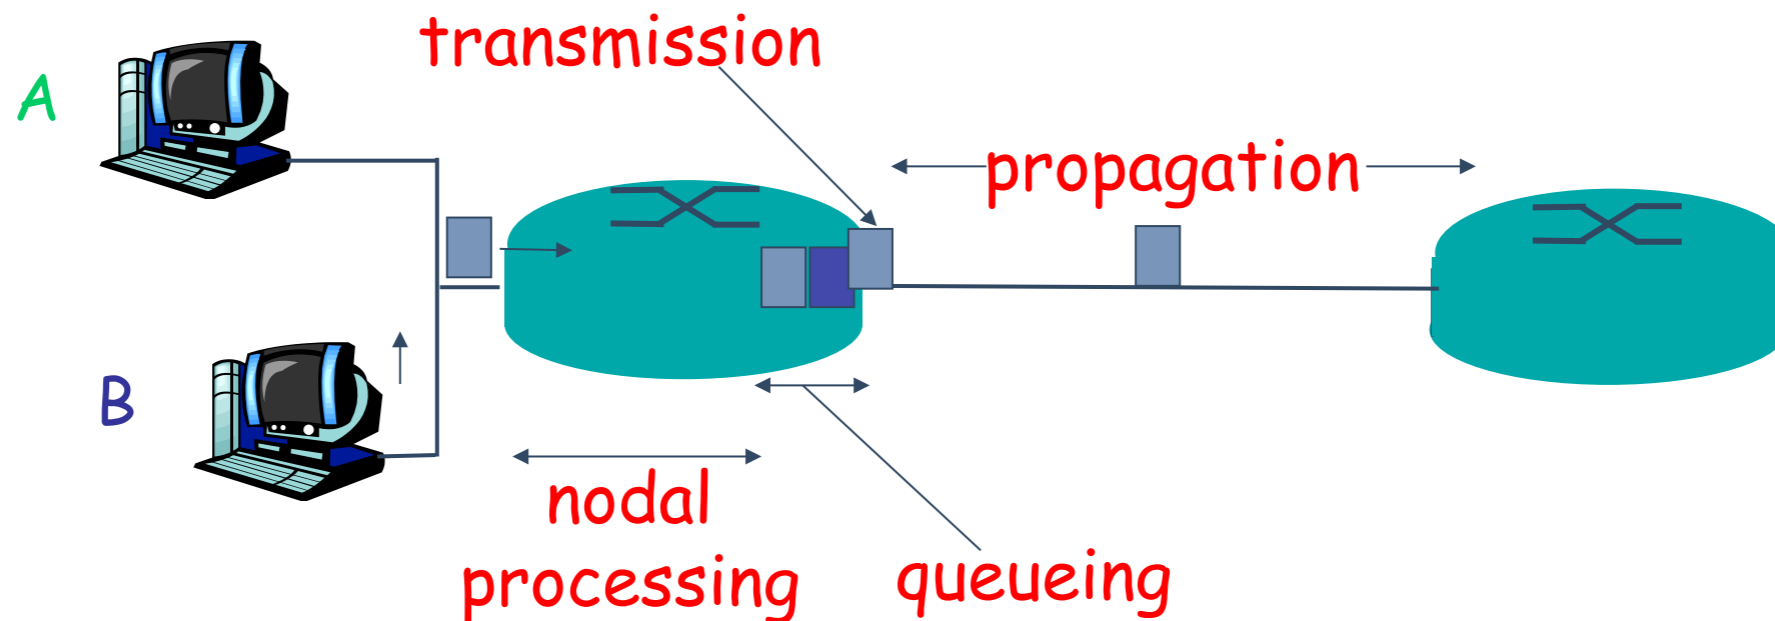 transmission
A
propagation
B
nodal
processing
queueing